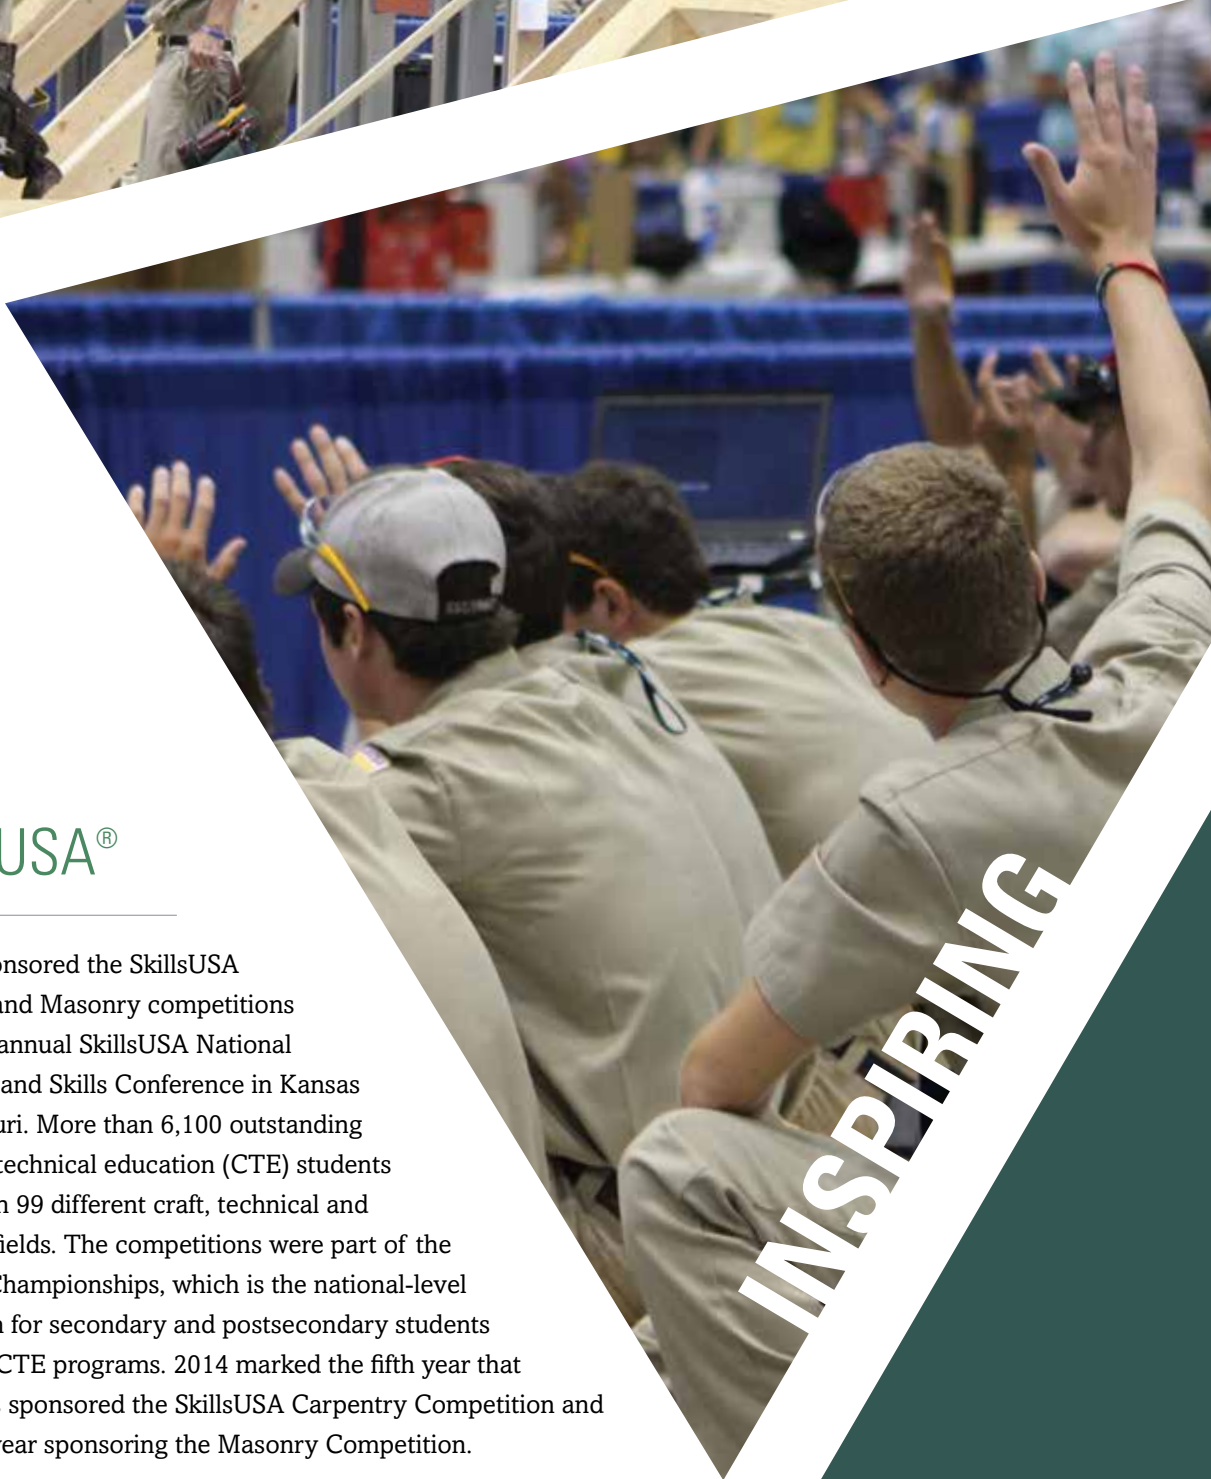 USA®
sponsored the SkillsUSA
and Masonry competitions
annual SkillsUSA National
and Skills Conference in Kansas
uri. More than 6,100 outstanding
technical education (CTE) students
n 99 different craft, technical and
fields. The competitions were part of the
Championships, which is the national-level
n for secondary and postsecondary students
CTE programs. 2014 marked the fifth year that
sponsored the SkillsUSA Carpentry Competition and
year sponsoring the Masonry Competition.
INSPIRING